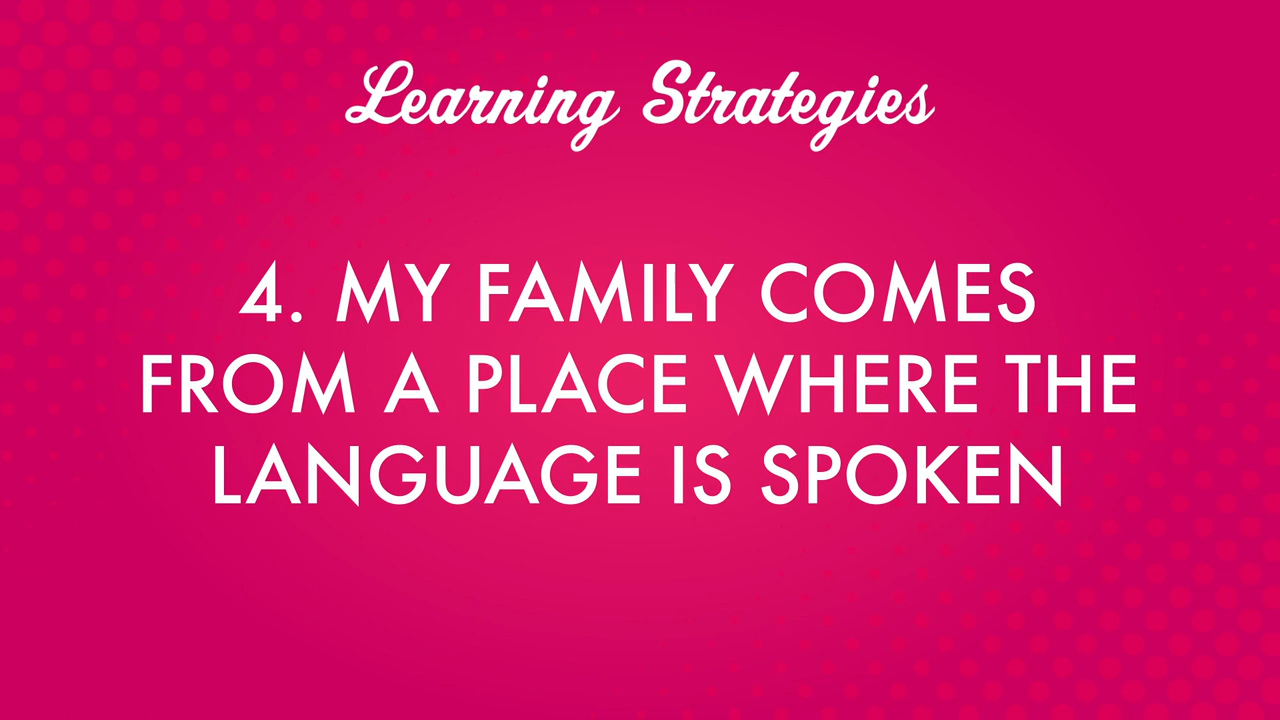 Learning Strategies
4. MY FAMILY COMES
FROM A PLACE WHERE THE
LANGUAGE IS SPOKEN